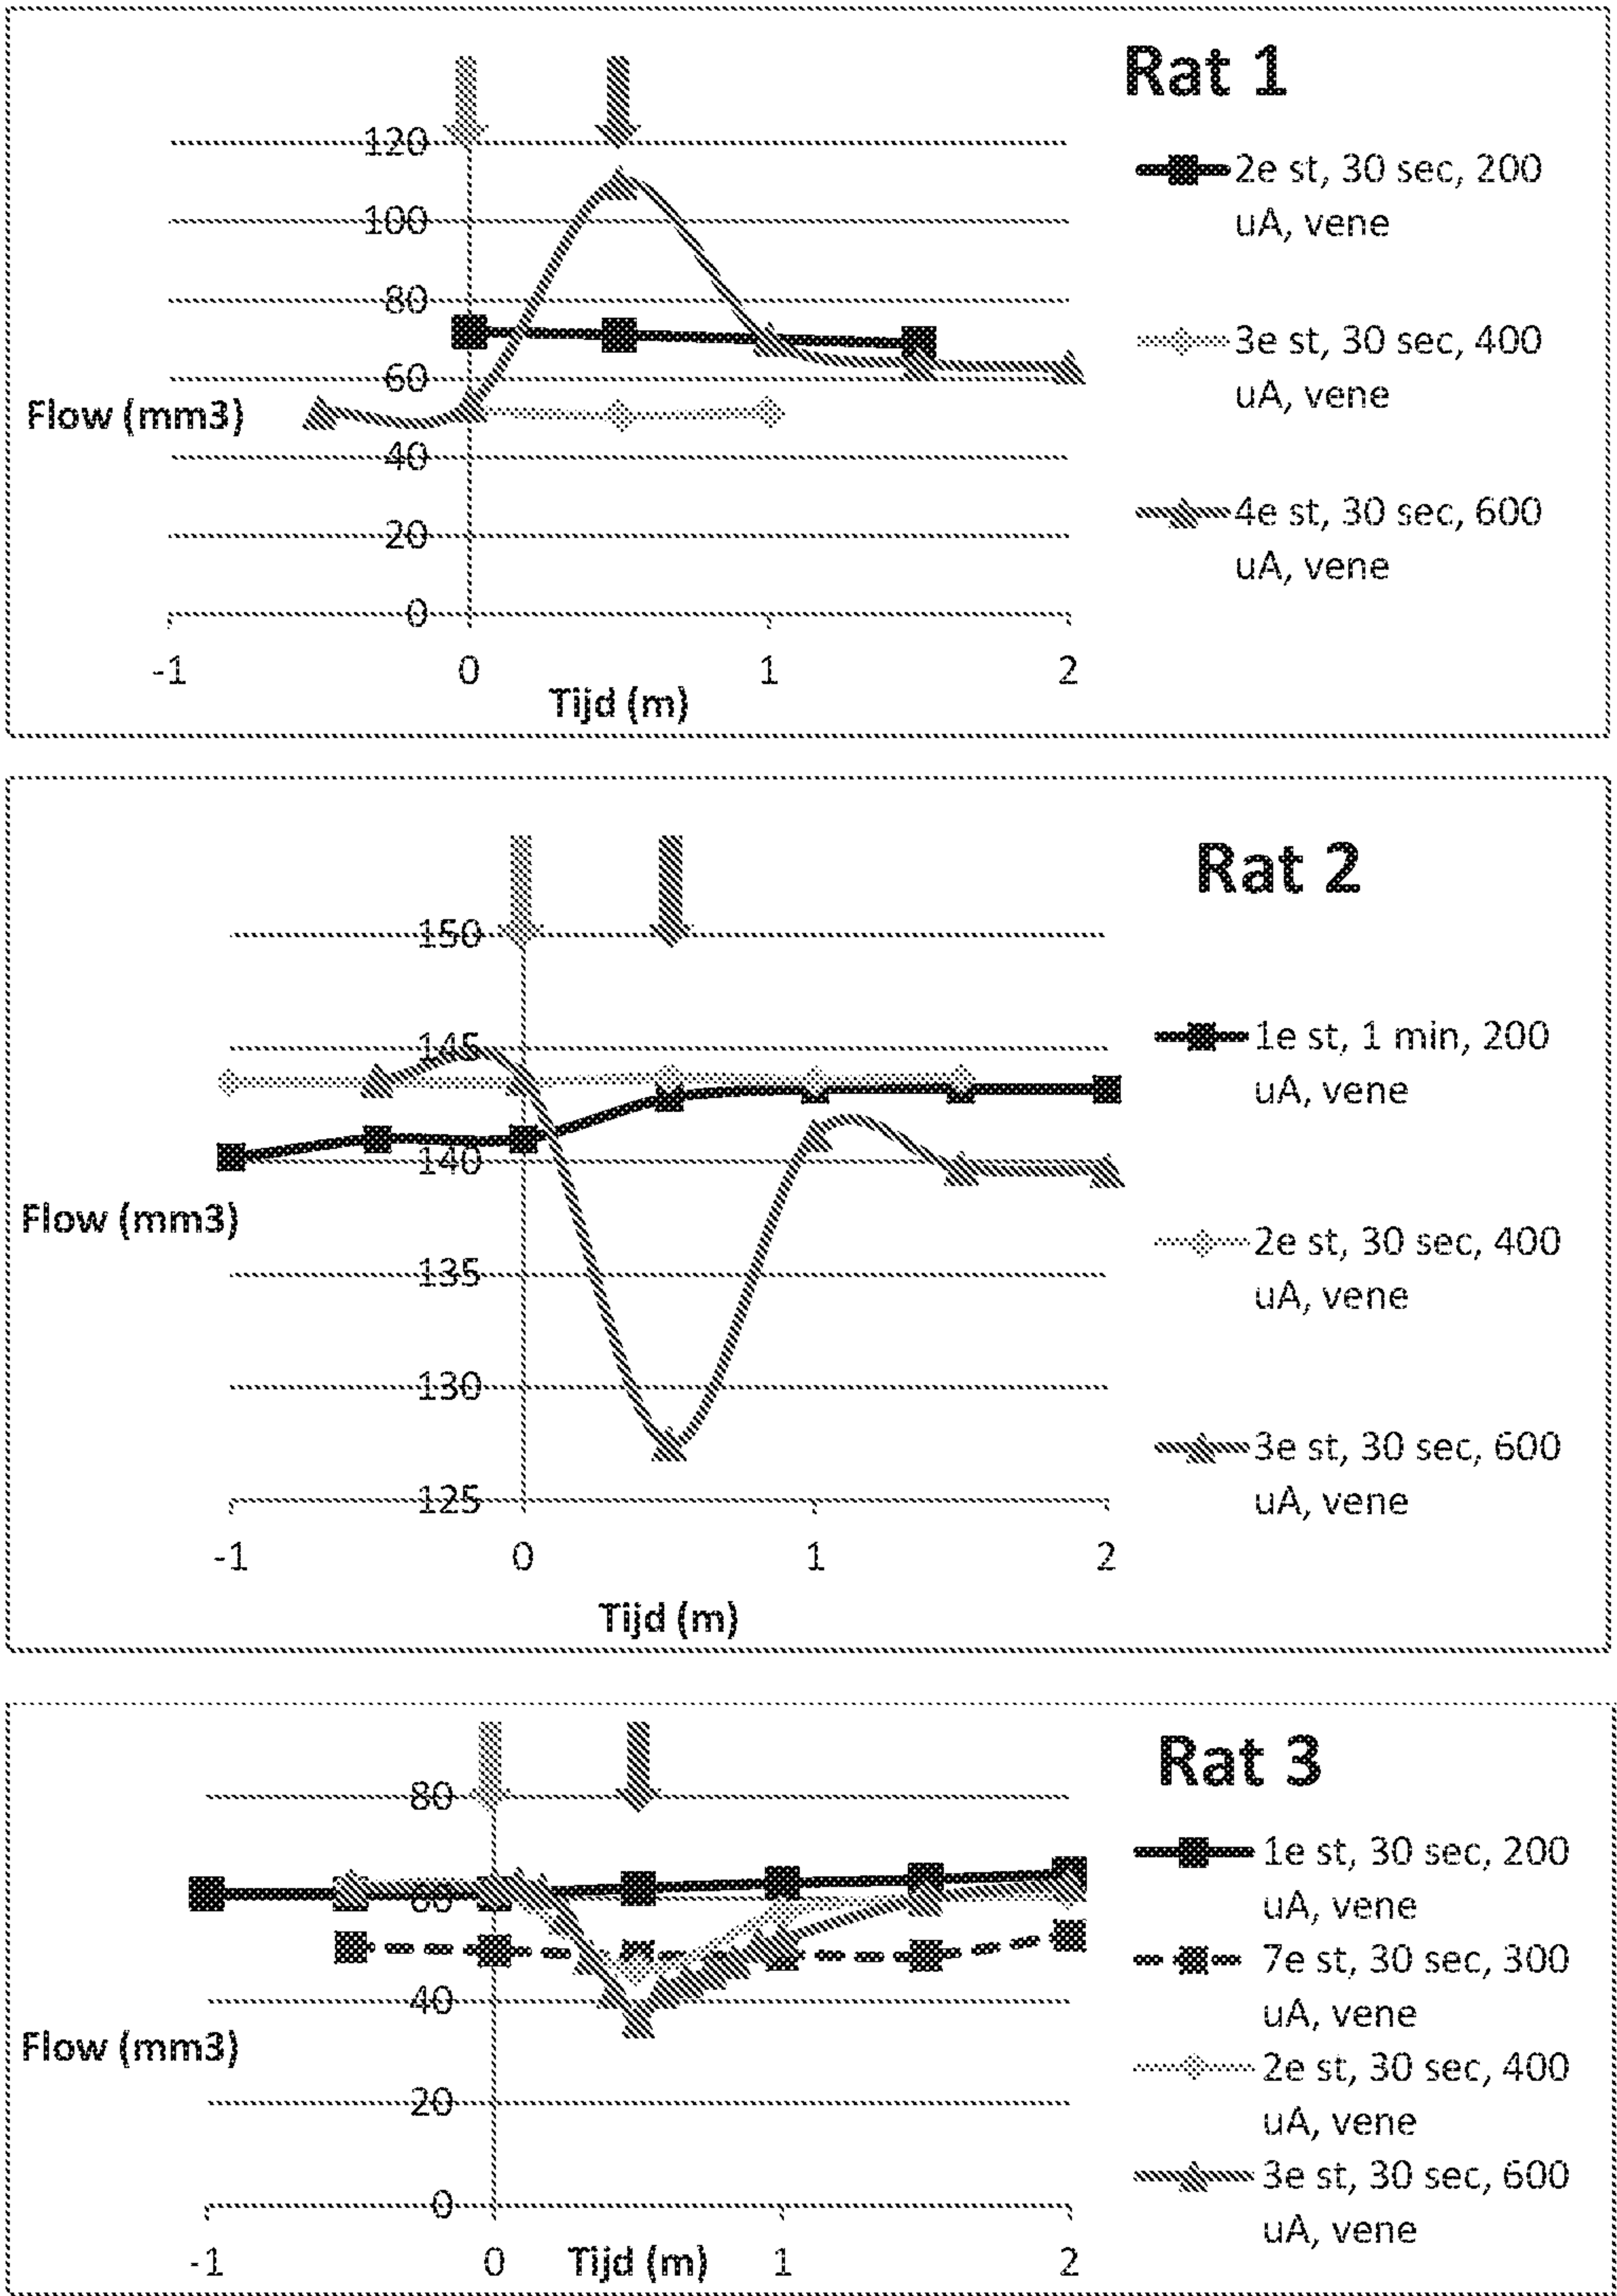 Rat 1
120
100
80
60
40
20
0
Flow (mm3)
-1 0 1 2
Tijd (m)
2e st, 30 sec, 200
uA, vene
3e st, 30 sec, 400
uA, vene
4e st, 30 sec, 600
uA, vene
Rat 2
150
145
140
135
130
125
Flow (mm3)
-1 0 1 2
Tijd (m)
1e st, 1 min, 200
uA, vene
2e st, 30 sec, 400
uA, vene
3e st, 30 sec, 600
uA, vene
Rat 3
80
60
40
20
0
Flow (mm3)
-1 0 1 2
Tijd (m)
1e st, 30 sec, 200
uA, vene
7e st, 30 sec, 300
uA, vene
2e st, 30 sec, 400
uA, vene
3e st, 30 sec, 600
uA, vene